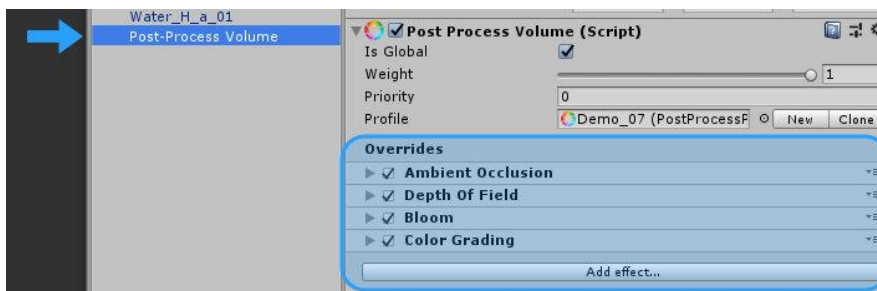 Water_H_a_01
Post-Process Volume
Post Process Volume (Script)
Is Global
Weight 1
Priority 0
Profile Demo_07 (PostProcessF New Clone
Overrides
Ambient Occlusion
Depth Of Field
Bloom
Color Grading
Add effect...